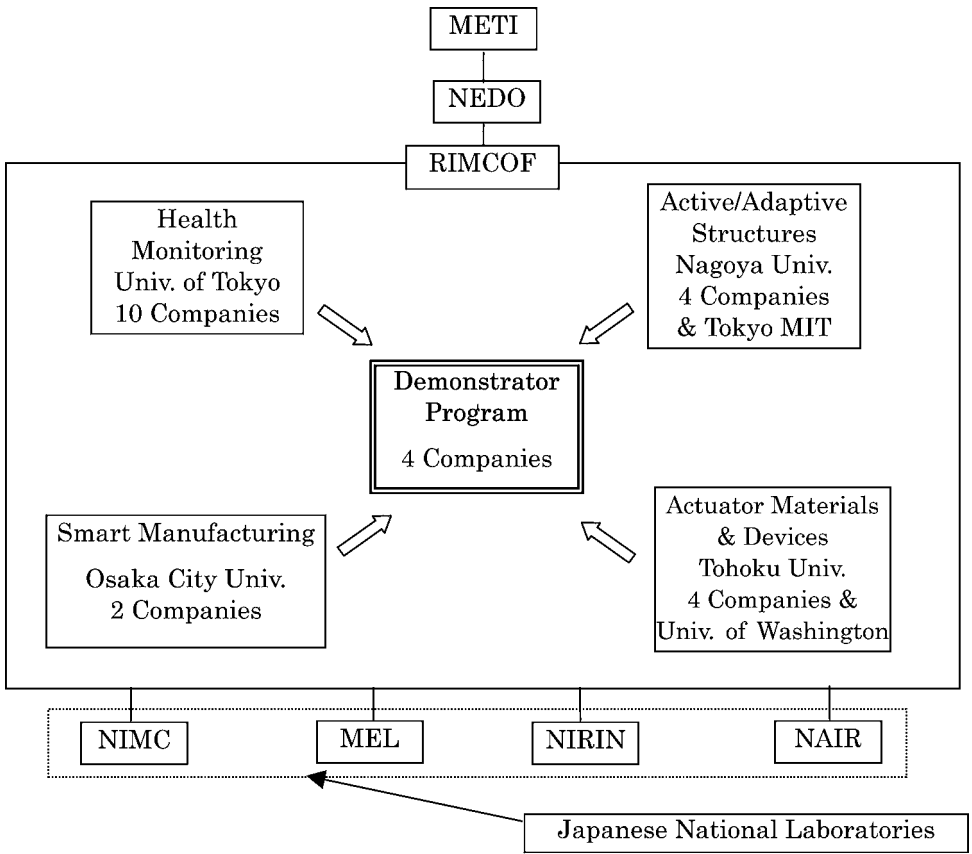 METI
NEDO
RIMCOF
Health
Monitoring
Univ. of Tokyo
10 Companies
Active/Adaptive
Structures
Nagoya Univ.
4 Companies
& Tokyo MIT
Demonstrator
Program
4 Companies
Smart Manufacturing
Osaka City Univ.
2 Companies
Actuator Materials
& Devices
Tohoku Univ.
4 Companies &
Univ. of Washington
NIMC
MEL
NIRIN
NAIR
Japanese National Laboratories